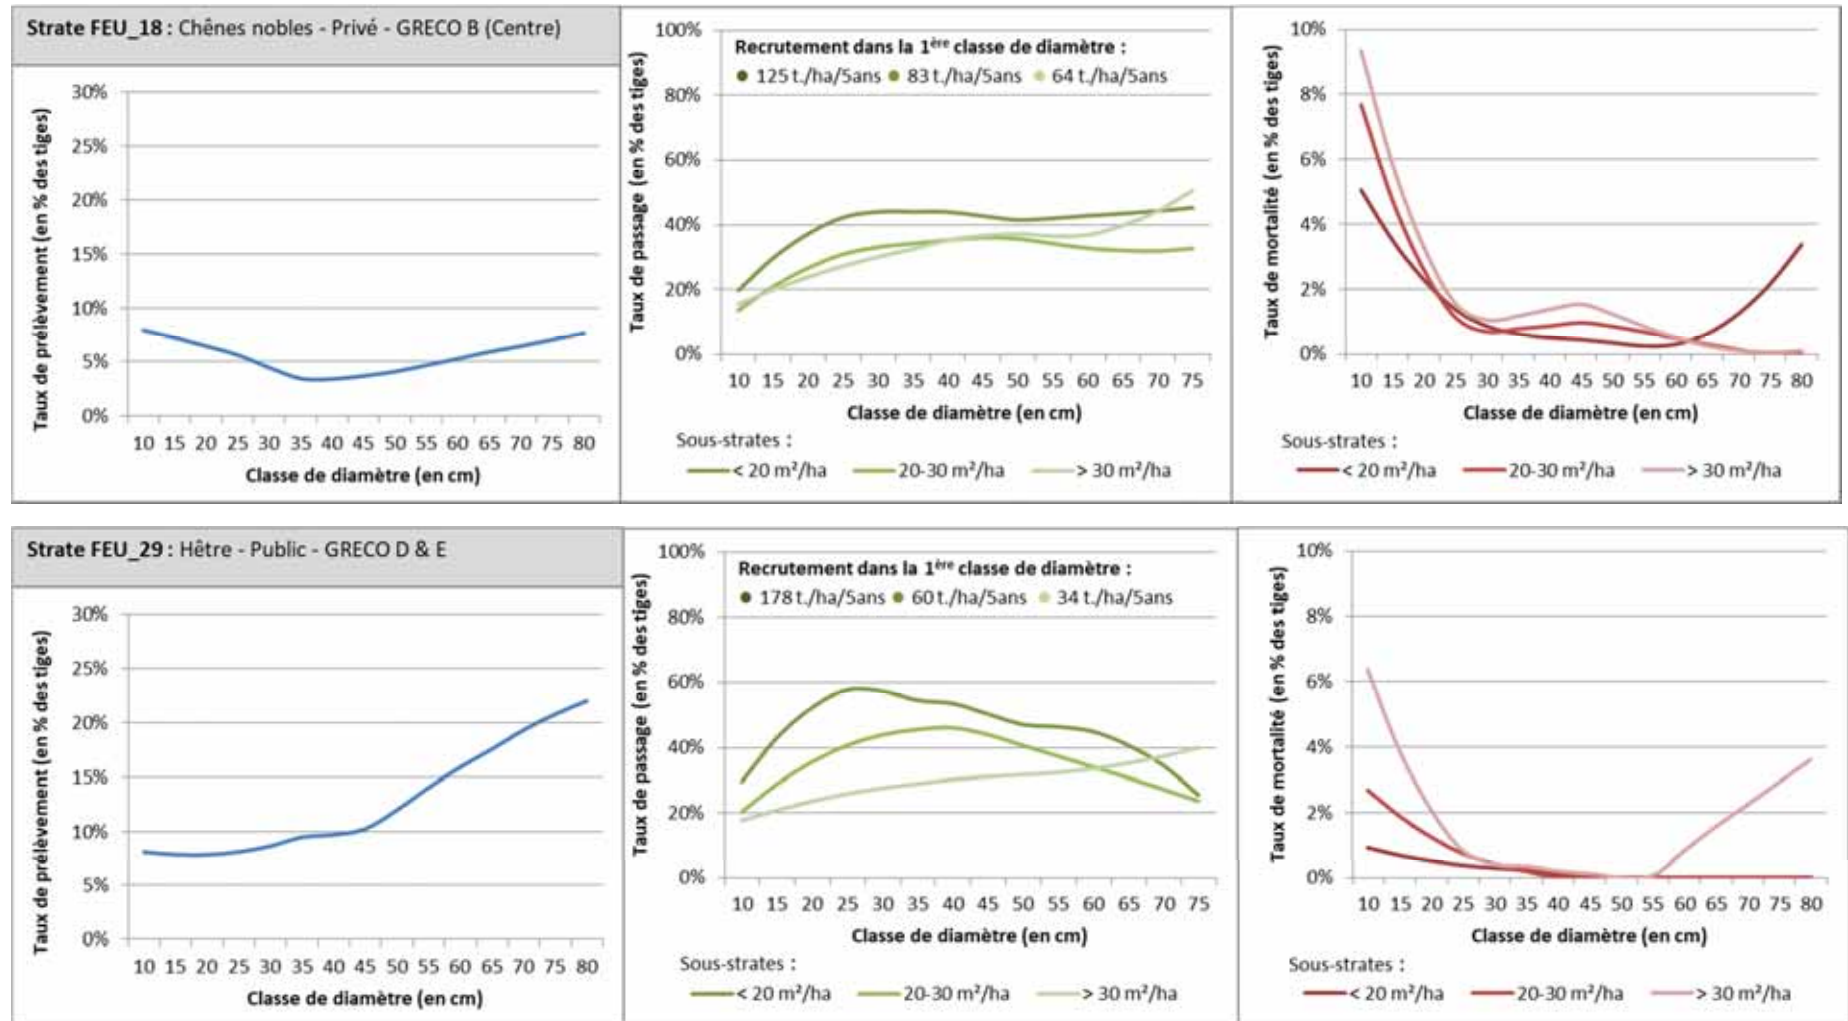 Strate FEU_18 : Chênes nobles - Privé - GRECO B (Centre)
Taux de prélèvement (en % des tiges)
30%
25%
20%
15%
10%
5%
0%
10 15 20 25 30 35 40 45 50 55 60 65 70 75 80
Classe de diamètre (en cm)
Taux de passage (en % des tiges)
100%
80%
60%
40%
20%
0%
Recrutement dans la 1ère classe de diamètre :
125 t./ha/5ans 83 t./ha/5ans 64 t./ha/5ans
10 15 20 25 30 35 40 45 50 55 60 65 70 75
Classe de diamètre (en cm)
Sous-strates :
< 20 m²/ha 20-30 m²/ha > 30 m²/ha
Taux de mortalité (en % des tiges)
10%
8%
6%
4%
2%
0%
10 15 20 25 30 35 40 45 50 55 60 65 70 75 80
Classe de diamètre (en cm)
Sous-strates :
< 20 m²/ha 20-30 m²/ha > 30 m²/ha
Strate FEU_29 : Hêtre - Public - GRECO D & E
Taux de prélèvement (en % des tiges)
30%
25%
20%
15%
10%
5%
0%
10 15 20 25 30 35 40 45 50 55 60 65 70 75 80
Classe de diamètre (en cm)
Taux de passage (en % des tiges)
100%
80%
60%
40%
20%
0%
Recrutement dans la 1ère classe de diamètre :
178 t./ha/5ans 60 t./ha/5ans 34 t./ha/5ans
10 15 20 25 30 35 40 45 50 55 60 65 70 75
Classe de diamètre (en cm)
Sous-strates :
< 20 m²/ha 20-30 m²/ha > 30 m²/ha
Taux de mortalité (en % des tiges)
10%
8%
6%
4%
2%
0%
10 15 20 25 30 35 40 45 50 55 60 65 70 75 80
Classe de diamètre (en cm)
Sous-strates :
< 20 m²/ha 20-30 m²/ha > 30 m²/ha